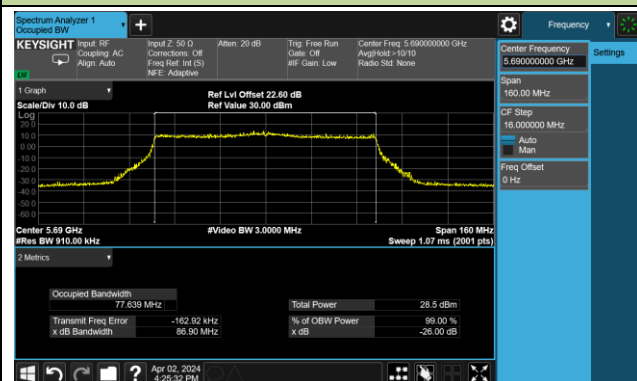 Spectrum Analyzer 1
Occupied BW
Frequency
KEYSIGHT
Input: RF
Coupling: AC
Align: Auto
Input Z: 50 Ω
Corrections: Off
Freq Ref: Int (S)
NFE: Adaptive
Atten: 20 dB
Trig: Free Run
Gate: Off
#IF Gain: Low
Center Freq: 5.690000000 GHz
Avg|Hold:>10/10
Radio Std: None
1 Graph
Scale/Div 10.0 dB
Ref Lvl Offset 22.60 dB
Ref Value 30.00 dBm
Log
20.0
10.0
0.00
-10.0
-20.0
-30.0
-40.0
-50.0
-60.0
Center 5.69 GHz
#Res BW 910.00 kHz
#Video BW 3.0000 MHz
Span 160 MHz
Sweep 1.07 ms (2001 pts)
2 Metrics
Occupied Bandwidth
77.639 MHz
Transmit Freq Error -162.92 kHz
x dB Bandwidth 86.90 MHz
Total Power 28.5 dBm
% of OBW Power 99.00 %
x dB -26.00 dB
Apr 02, 2024
4:25:32 PM
Center Frequency
5.690000000 GHz
Span
160.00 MHz
CF Step
16.000000 MHz
Auto
Man
Freq Offset
0 Hz
Settings